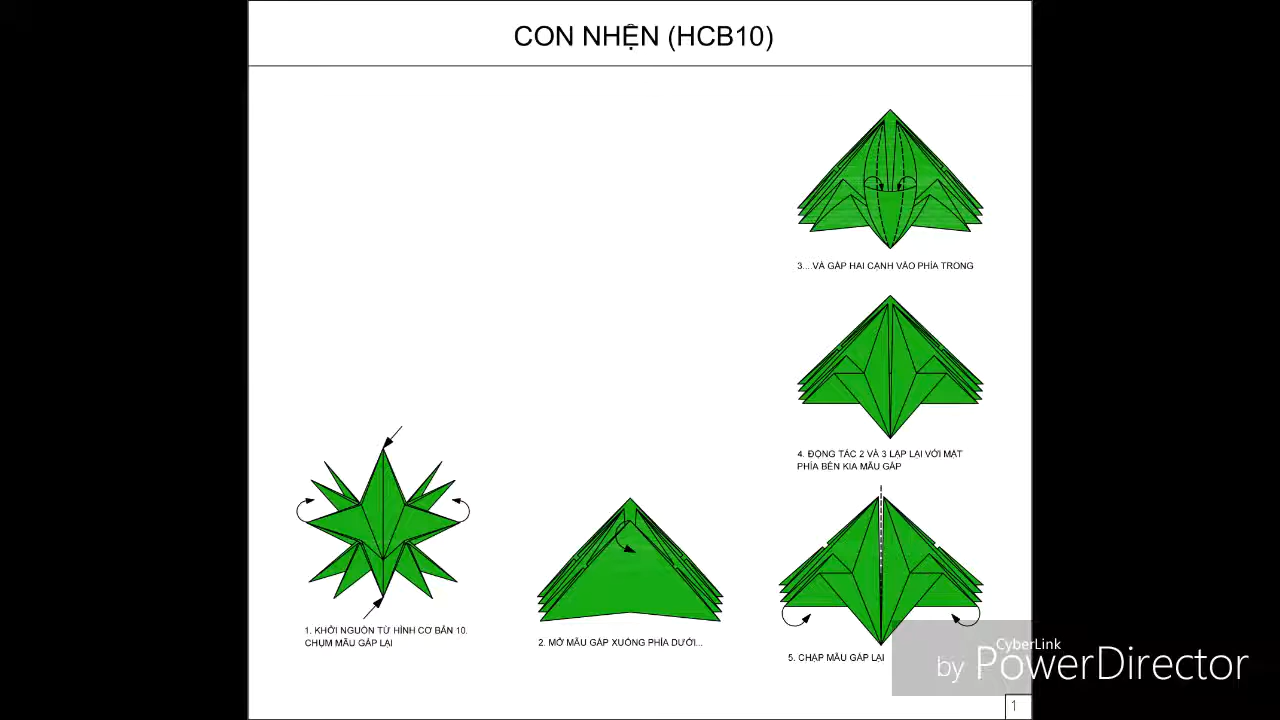 CON NHỆN (HCB10)
1. KHỞI NGUỒN TỪ HÌNH CƠ BẢN 10.
CHỤM MẪU GẤP LẠI
2. MỞ MẪU GẤP XUỐNG PHÍA DƯỚI...
3....VÀ GẤP HAI CẠNH VÀO PHÍA TRONG
4. ĐỘNG TÁC 2 VÀ 3 LẶP LẠI VỚI MẶT
PHÍA BÊN KIA MẪU GẤP
5. CHẬP MẪU GẤP LẠI
CyberLink
by PowerDirector
1